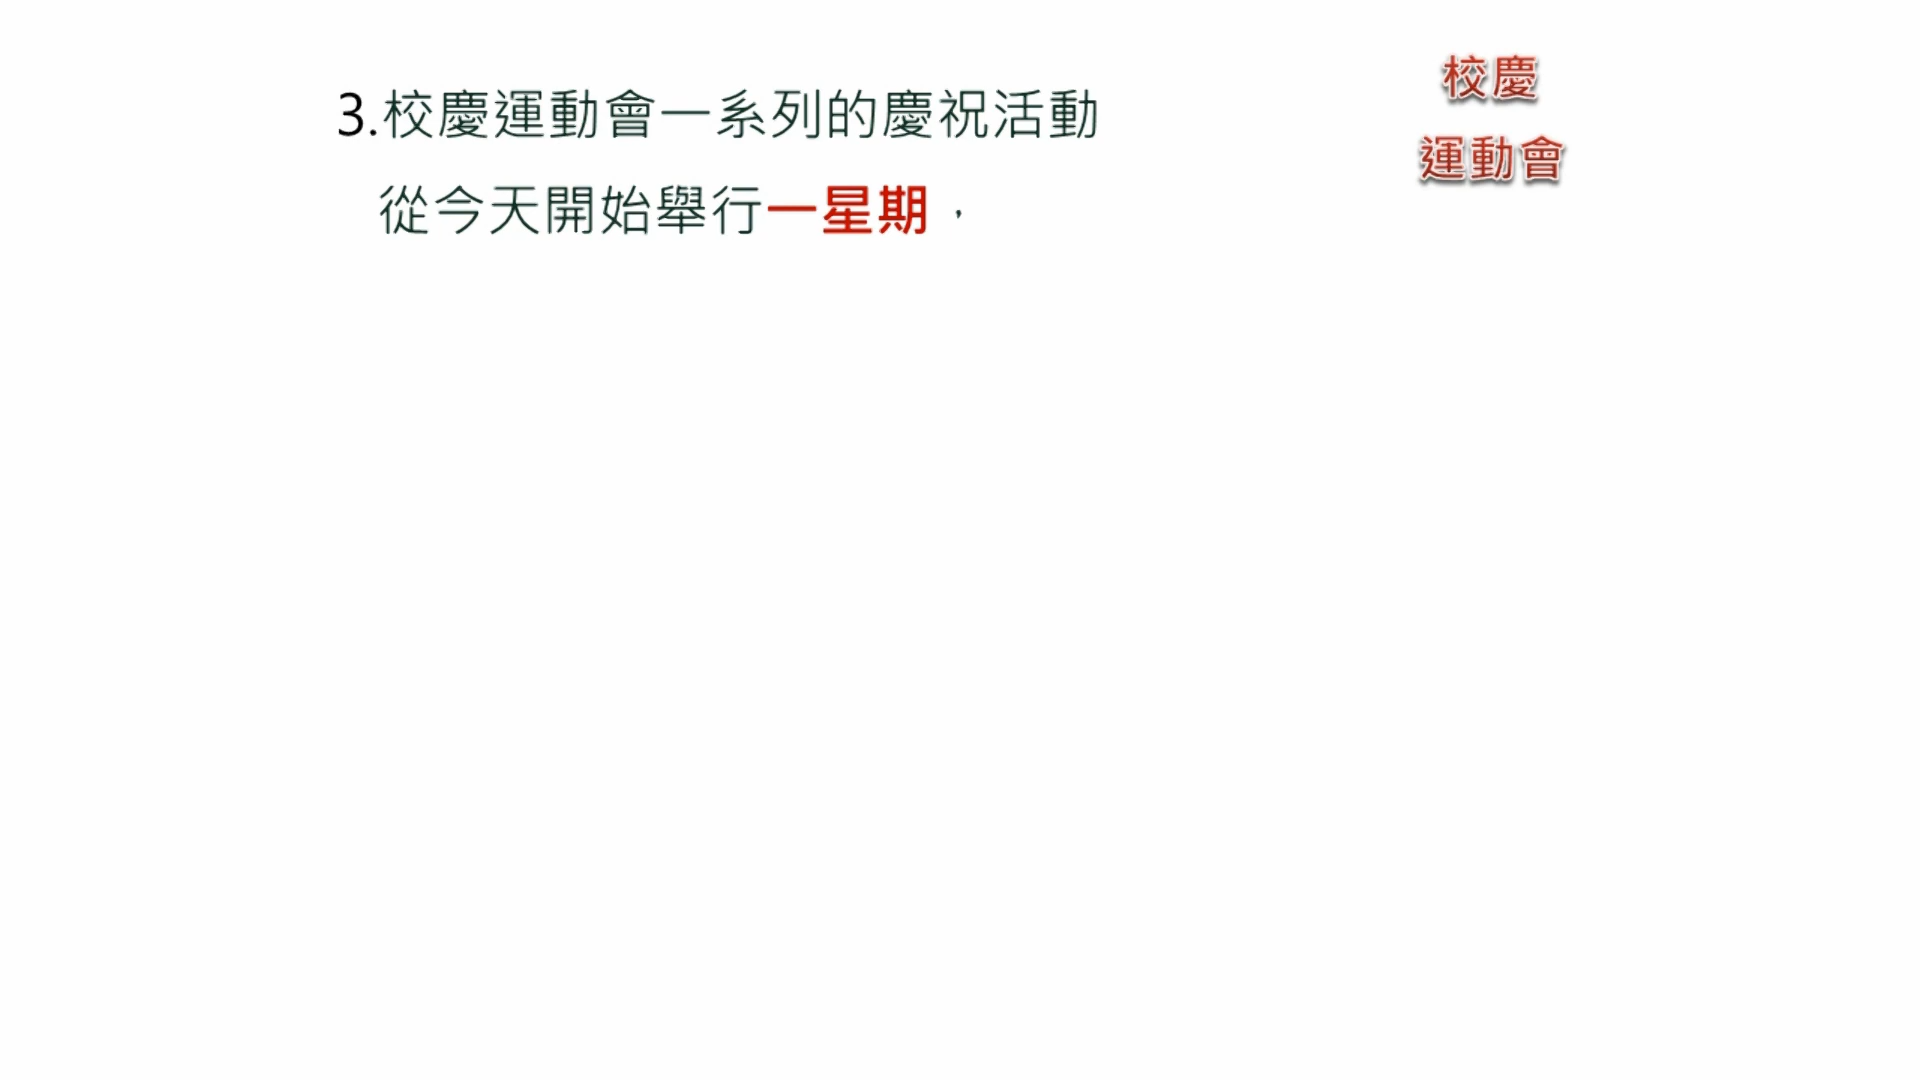 3.校慶運動會一系列的慶祝活動
從今天開始舉行一星期，
校慶
運動會